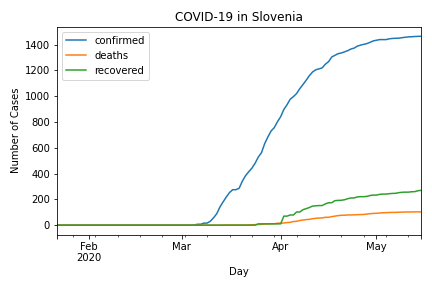 COVID-19 in Slovenia
confirmed
deaths
recovered
1400
1200
1000
800
600
400
200
0
Number of Cases
Feb
2020
Mar
Apr
May
Day